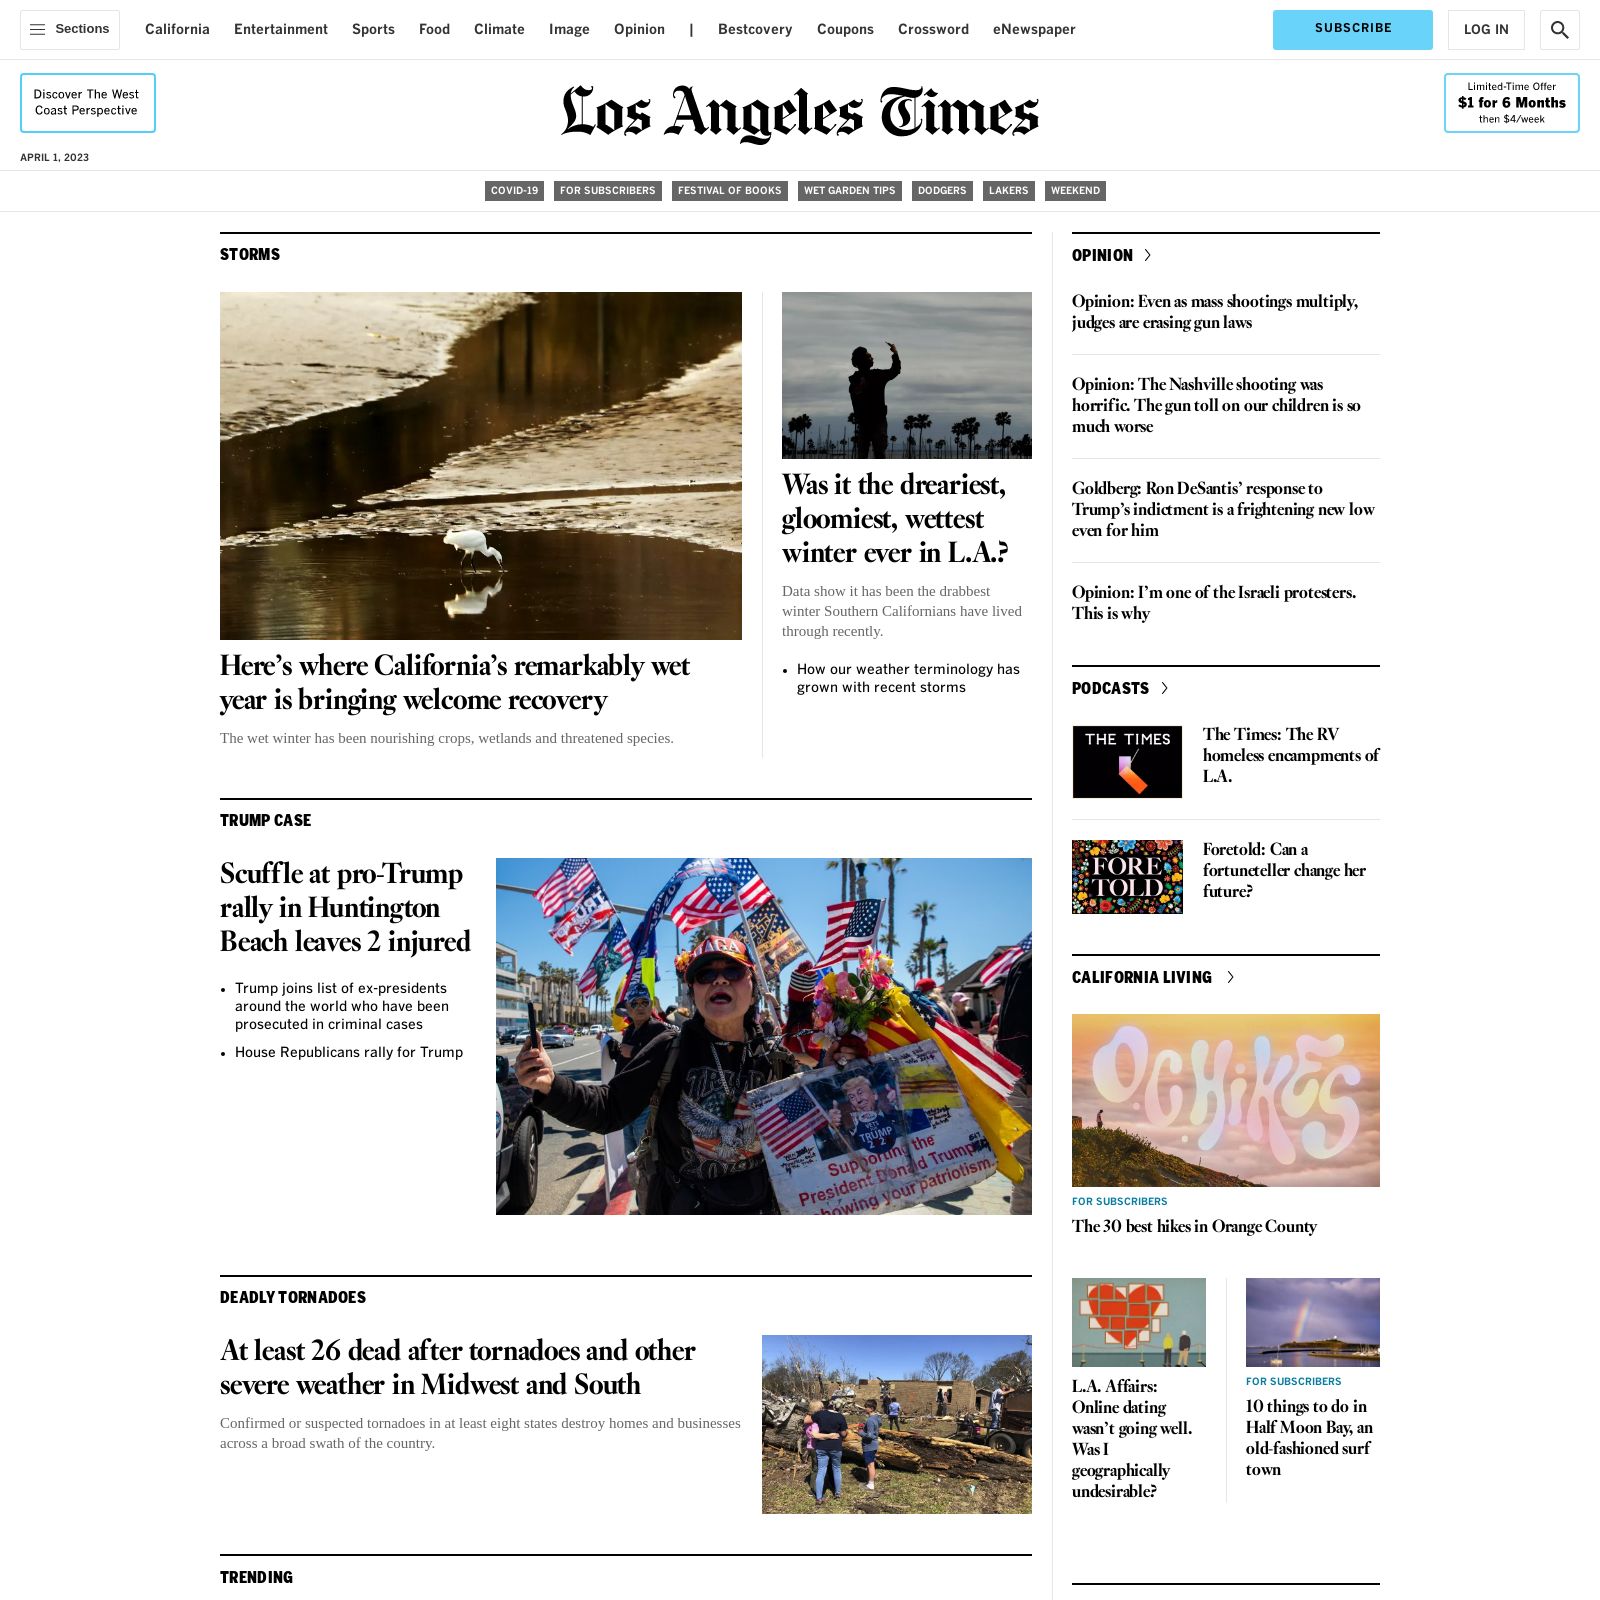 Sections
California Entertainment Sports Food Climate Image Opinion | Bestcovery Coupons Crossword eNewspaper
SUBSCRIBE
LOG IN
Discover The West
Coast Perspective
Los Angeles Times
Limited-Time Offer
$1 for 6 Months
then $4/week
APRIL 1, 2023
COVID-19 FOR SUBSCRIBERS FESTIVAL OF BOOKS WET GARDEN TIPS DODGERS LAKERS WEEKEND
STORMS
Here’s where California’s remarkably wet
year is bringing welcome recovery
The wet winter has been nourishing crops, wetlands and threatened species.
Was it the dreariest,
gloomiest, wettest
winter ever in L.A.?
Data show it has been the drabbest
winter Southern Californians have lived
through recently.
• How our weather terminology has
grown with recent storms
TRUMP CASE
Scuffle at pro-Trump
rally in Huntington
Beach leaves 2 injured
• Trump joins list of ex-presidents
around the world who have been
prosecuted in criminal cases
• House Republicans rally for Trump
MAGA
TRUMP
TRUMP
Supporting the
President Donald Trump
showing your patriotism
DEADLY TORNADOES
At least 26 dead after tornadoes and other
severe weather in Midwest and South
Confirmed or suspected tornadoes in at least eight states destroy homes and businesses
across a broad swath of the country.
TRENDING
OPINION
Opinion: Even as mass shootings multiply,
judges are erasing gun laws
Opinion: The Nashville shooting was
horrific. The gun toll on our children is so
much worse
Goldberg: Ron DeSantis’ response to
Trump’s indictment is a frightening new low
even for him
Opinion: I’m one of the Israeli protesters.
This is why
PODCASTS
THE TIMES
The Times: The RV
homeless encampments of
L.A.
FORE
TOLD
Foretold: Can a
fortuneteller change her
future?
CALIFORNIA LIVING
OC HiKES
FOR SUBSCRIBERS
The 30 best hikes in Orange County
L.A. Affairs:
Online dating
wasn’t going well.
Was I
geographically
undesirable?
FOR SUBSCRIBERS
10 things to do in
Half Moon Bay, an
old-fashioned surf
town